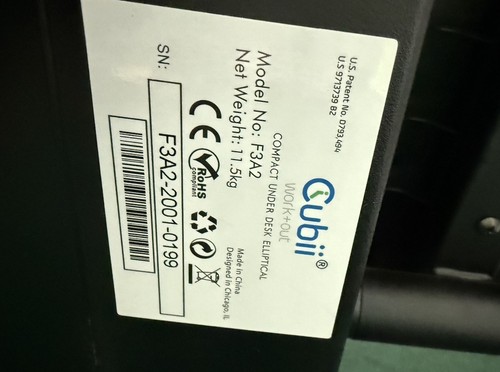 U.S. Patent No. D793,494
U.S 9713739 B2
Cubii®
work+out
COMPACT UNDER DESK ELLIPTICAL
Model No: F3A2
Net Weight: 11.5kg
CE RoHS
compliant
Made in China
Designed in Chicago, IL
SN: F3A2-2001-0199